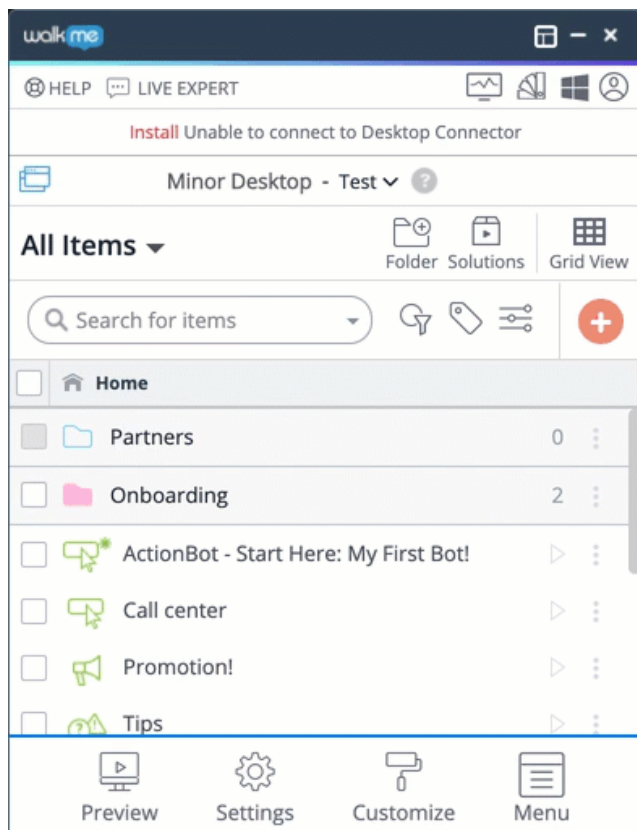 walkme
HELP LIVE EXPERT
Install Unable to connect to Desktop Connector
Minor Desktop - Test ?
All Items
Folder Solutions Grid View
Search for items
Home
Partners 0
Onboarding 2
ActionBot - Start Here: My First Bot!
Call center
Promotion!
Tips
Preview Settings Customize Menu